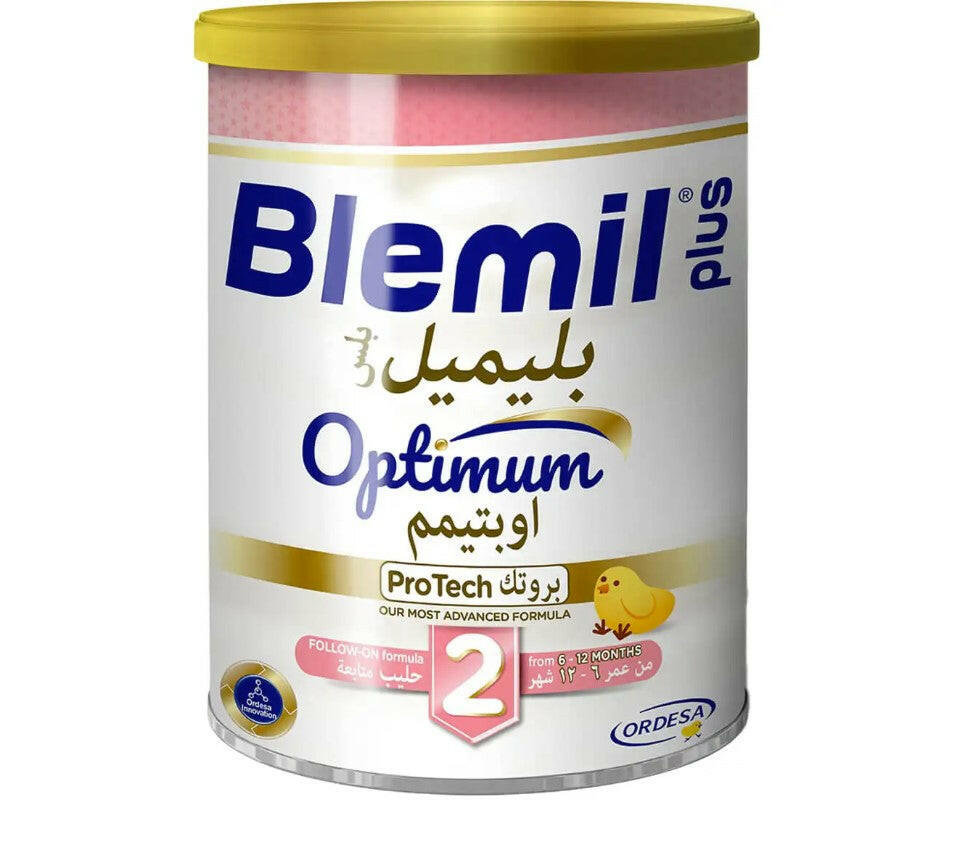 Blemil® plus
بليميل بلس
Optimum
اوبتيمم
ProTech بروتك
OUR MOST ADVANCED FORMULA
FOLLOW-ON formula
حليب متابعة
2
from 6 - 12 MONTHS
من عمر ٦ - ١٢ شهر
Ordesa
Innovation
ORDESA